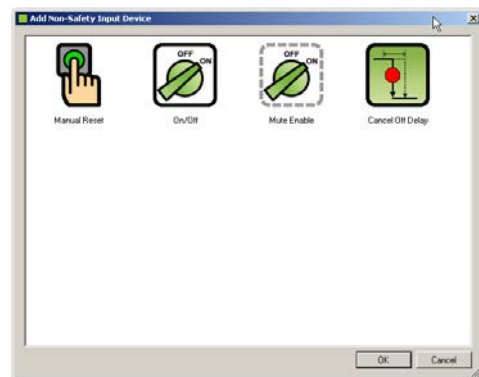 Add Non-Safety Input Device
OFF
ON
OFF
ON
Manual Reset
On/Off
Mute Enable
Cancel Off Delay
OK
Cancel